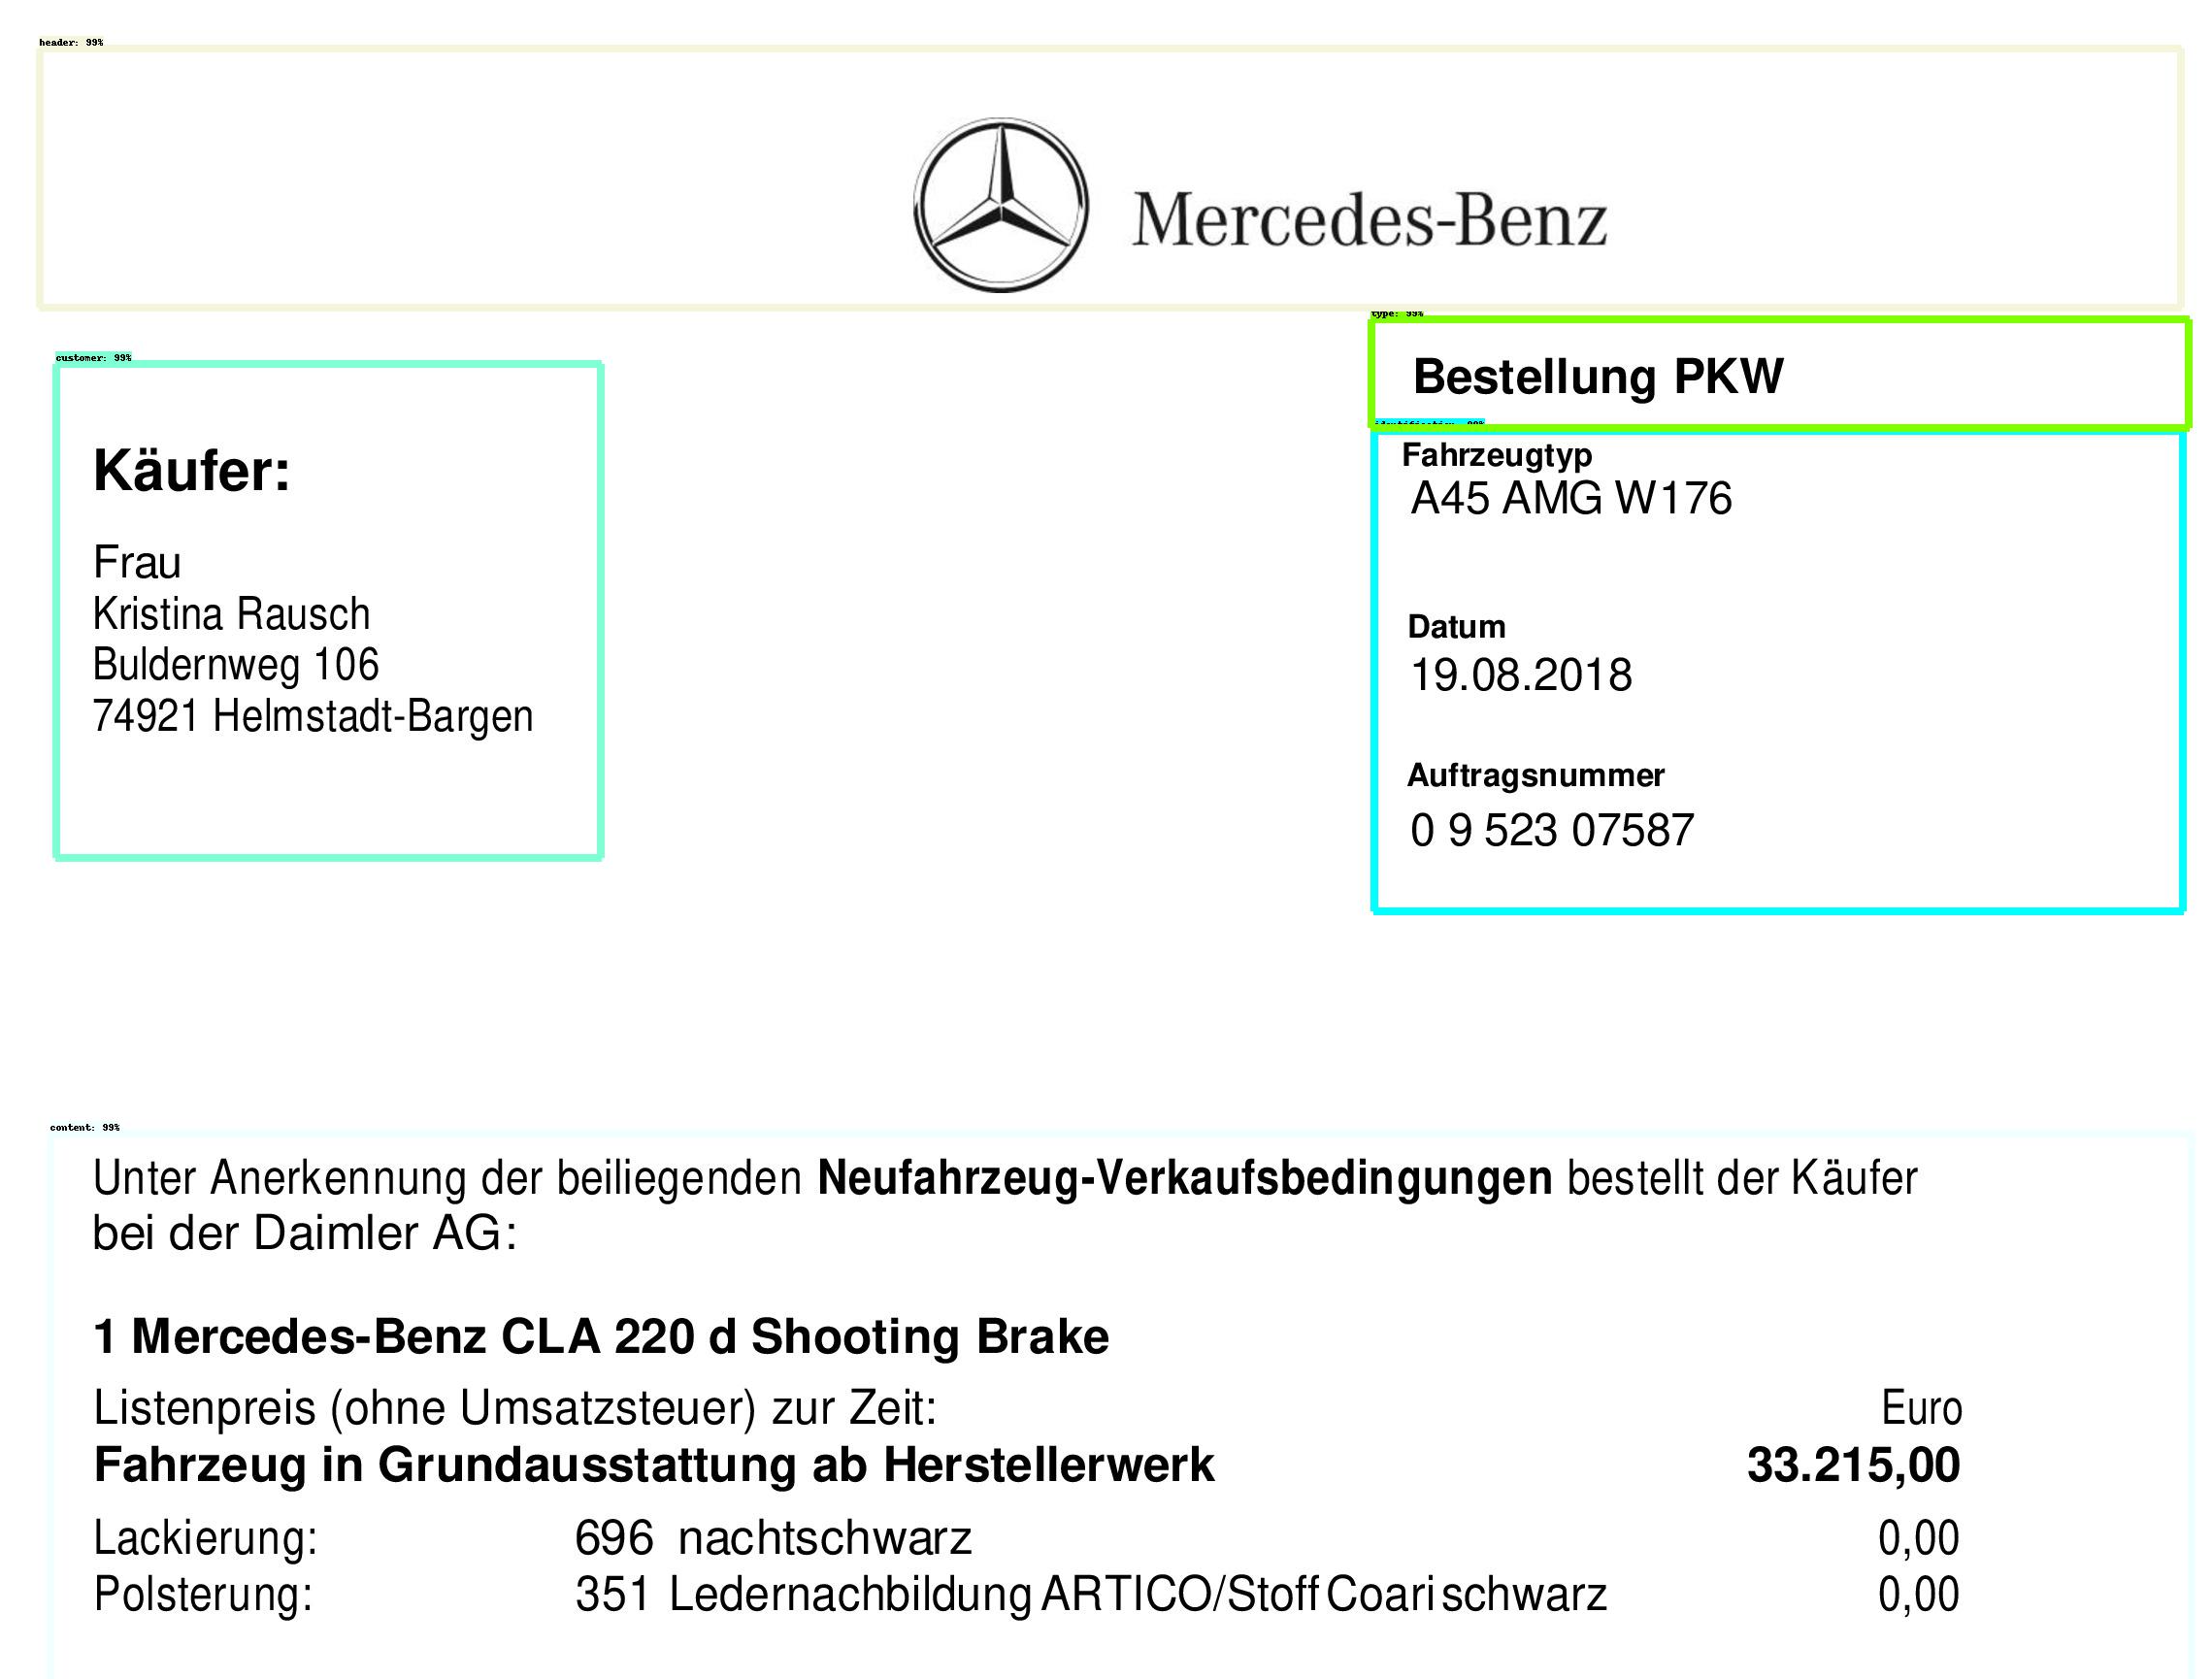 header: 99%
Mercedes-Benz
type: 99%
Bestellung PKW
customer: 99%
Käufer:
Frau
Kristina Rausch
Buldernweg 106
74921 Helmstadt-Bargen
Fahrzeugtyp
A45 AMG W176
Datum
19.08.2018
Auftragsnummer
0 9 523 07587
content: 99%
Unter Anerkennung der beiliegenden Neufahrzeug-Verkaufsbedingungen bestellt der Käufer
bei der Daimler AG:
1 Mercedes-Benz CLA 220 d Shooting Brake
Listenpreis (ohne Umsatzsteuer) zur Zeit: Euro
Fahrzeug in Grundausstattung ab Herstellerwerk 33.215,00
Lackierung: 696 nachtschwarz 0,00
Polsterung: 351 Ledernachbildung ARTICO/Stoff Coari schwarz 0,00